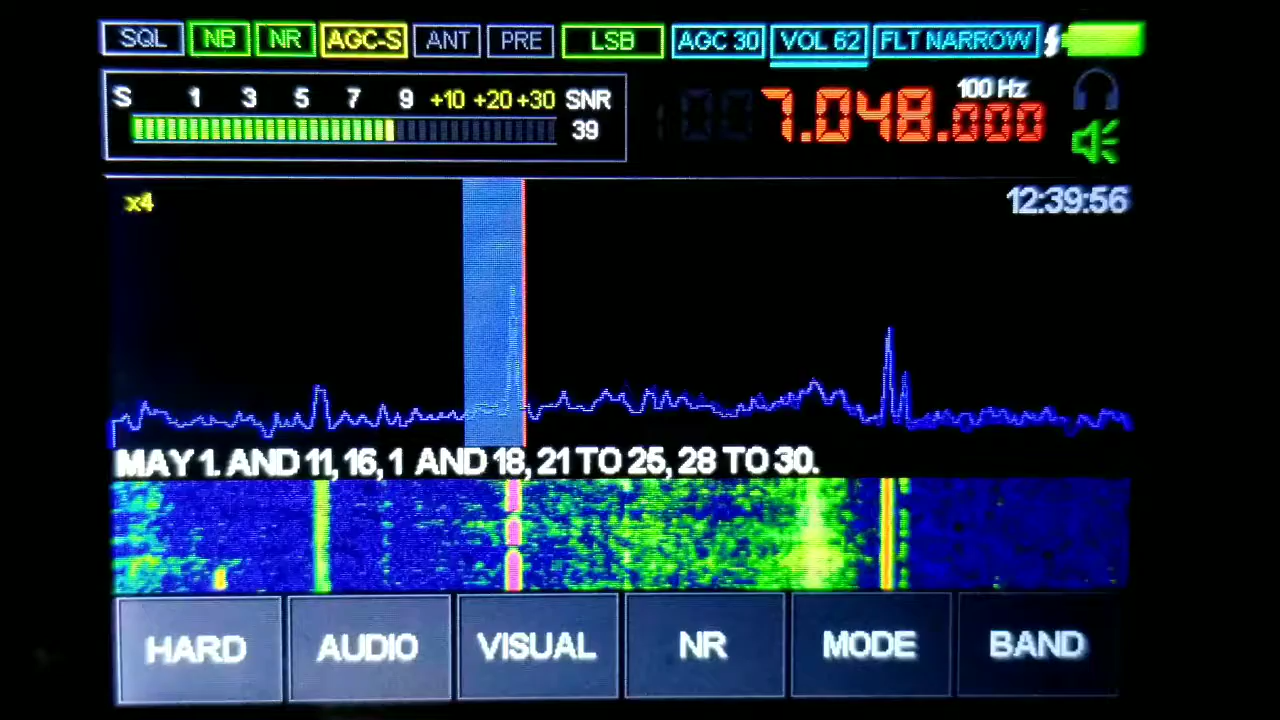 SQL NB NR AGC-S ANT PRE LSB AGC 30 VOL 62 FLT NARROW
S 1 3 5 7 9 +10 +20 +30 SNR
39
100 Hz
7.048.000
x4
12:39:56
MAY 1. AND 11, 16, 1 AND 18, 21 TO 25, 28 TO 30.
HARD AUDIO VISUAL NR MODE BAND